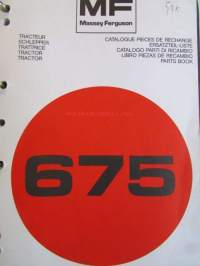 MF
Massey Ferguson
TRACTEUR
SCHLEPPER
TRATTRICE
TRACTOR
TRACTOR
CATALOGUE PIECES DE RECHANGE
ERSATZTEIL-LISTE
CATALOGO PARTI DI RICAMBIO
LIBRO PIEZAS DE RECAMBIO
PARTS BOOK
675